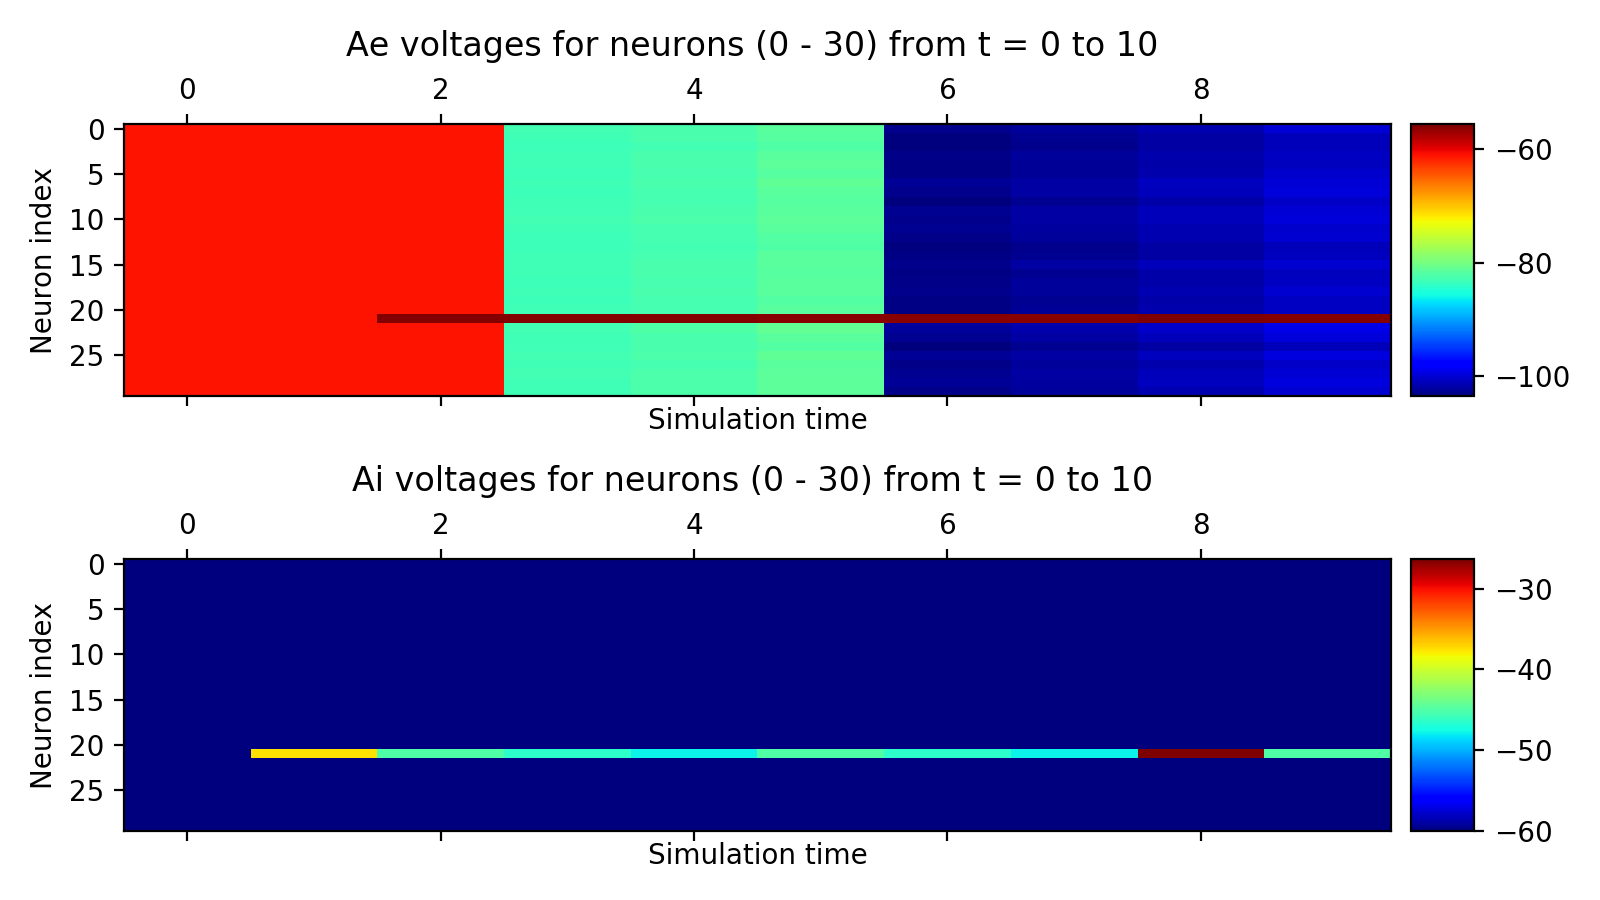 Ae voltages for neurons (0 - 30) from t = 0 to 10
0 2 4 6 8
0
5
10
15
20
25
Neuron index
Simulation time
−60
−80
−100
Ai voltages for neurons (0 - 30) from t = 0 to 10
0 2 4 6 8
0
5
10
15
20
25
Neuron index
Simulation time
−30
−40
−50
−60